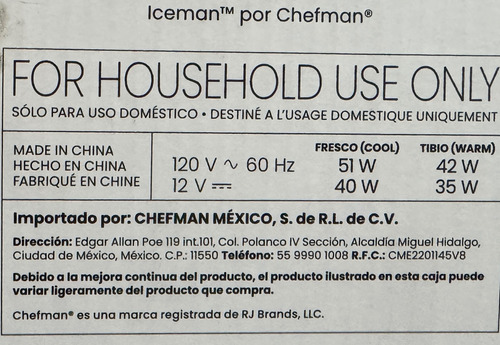 Iceman™ por Chefman®
FOR HOUSEHOLD USE ONLY
SÓLO PARA USO DOMÉSTICO • DESTINÉ A L'USAGE DOMESTIQUE UNIQUEMENT
MADE IN CHINA
HECHO EN CHINA
FABRIQUÉ EN CHINE
FRESCO (COOL) TIBIO (WARM)
120 V ∿ 60 Hz 51 W 42 W
12 V ⎓ 40 W 35 W
Importado por: CHEFMAN MÉXICO, S. de R.L. de C.V.
Dirección: Edgar Allan Poe 119 int.101, Col. Polanco IV Sección, Alcaldía Miguel Hidalgo,
Ciudad de México, México. C.P.: 11550 Teléfono: 55 9990 1008 R.F.C.: CME2201145V8
Debido a la mejora continua del producto, el producto ilustrado en esta caja puede
variar ligeramente del producto que compra.
Chefman® es una marca registrada de RJ Brands, LLC.